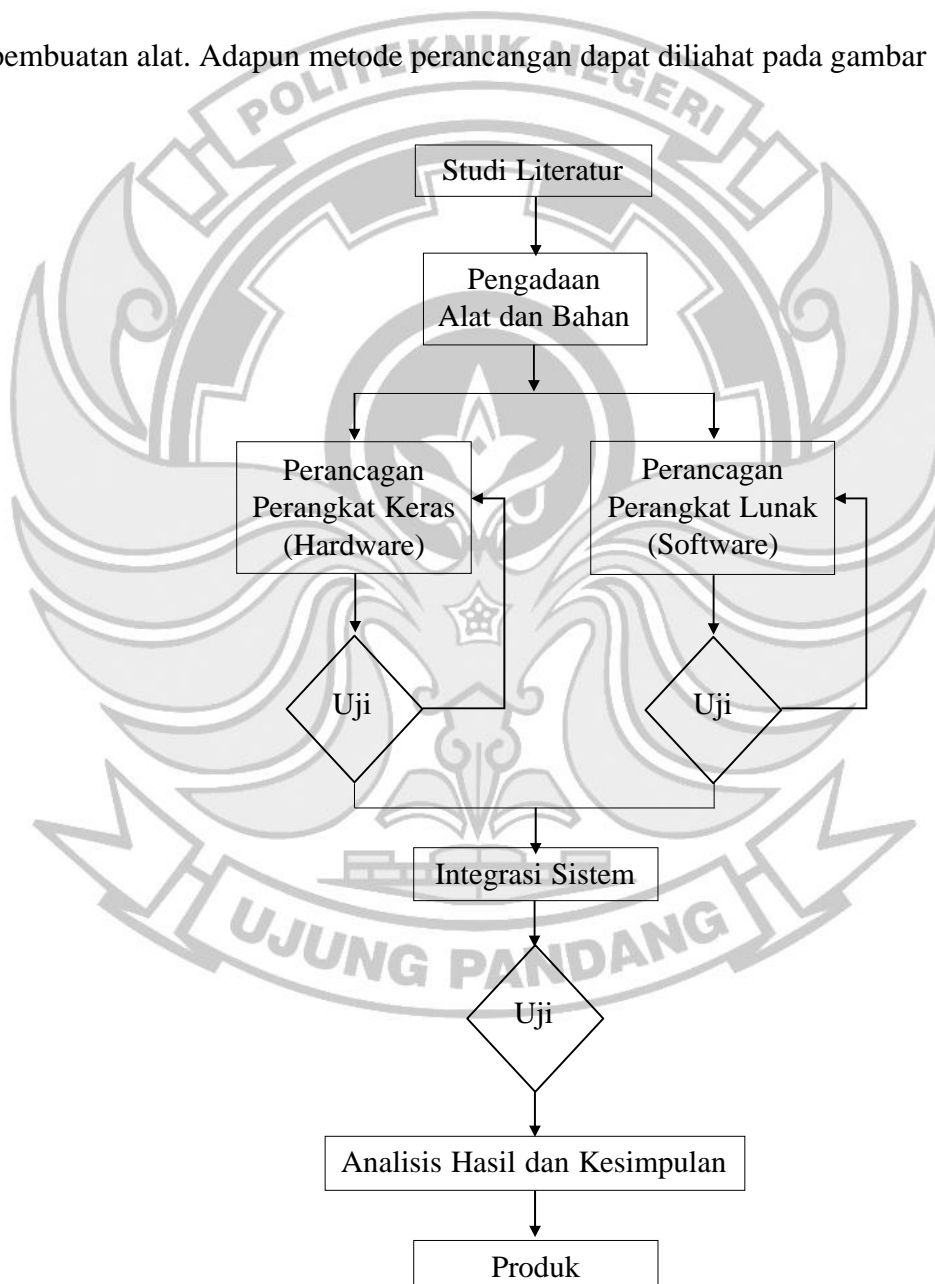 pembuatan alat. Adapun metode perancangan dapat diliahat pada gambar
POLITEKNIK NEGERI
Studi Literatur
Pengadaan
Alat dan Bahan
Perancagan
Perangkat Keras
(Hardware)
Perancagan
Perangkat Lunak
(Software)
Uji
Uji
Integrasi Sistem
UJUNG PANDANG
Uji
Analisis Hasil dan Kesimpulan
Produk